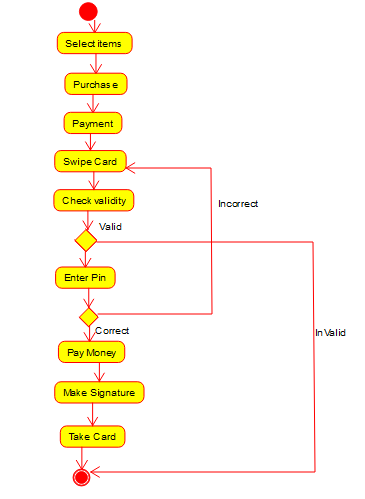 Select items
Purchase
Payment
Swipe Card
Check validity
Incorrect
Valid
Enter Pin
Correct
InValid
Pay Money
Make Signature
Take Card